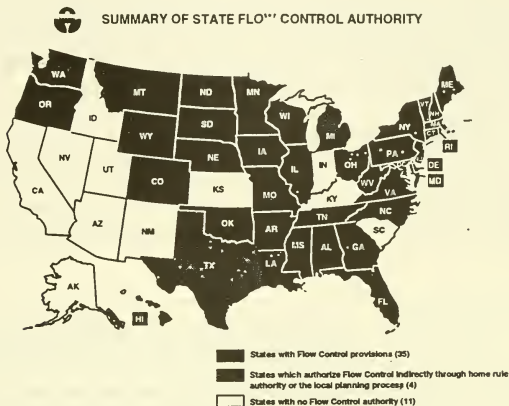 SUMMARY OF STATE FLO CONTROL AUTHORITY
WA
MT
ND
MN
ME
OR
ID
SD
WI
MI
NY
VT
NH
MA
CT
RI
WY
NE
IA
PA
NV
UT
CO
IL
IN
OH
DE
MD
CA
KS
MO
KY
WV
VA
AZ
NM
OK
AR
TN
NC
SC
TX
LA
MS
AL
GA
FL
AK
HI
States with Flow Control provisions (35)
States which authorize Flow Control indirectly through home rule
authority or the local planning process (4)
States with no Flow Control authority (11)